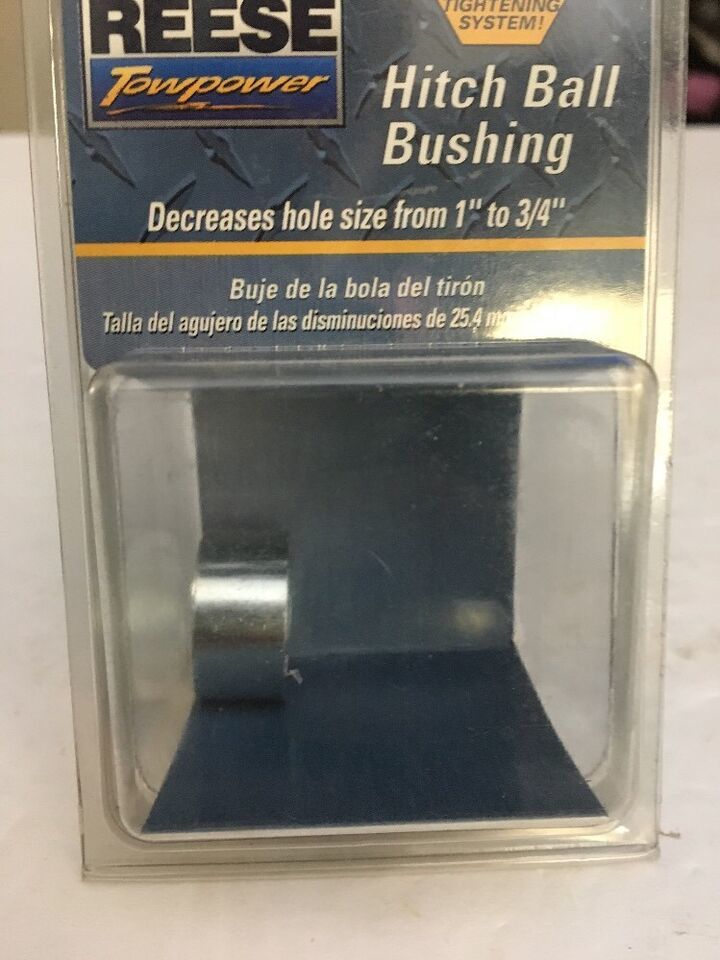 REESE
Towpower
TIGHTENING
SYSTEM!
Hitch Ball
Bushing
Decreases hole size from 1" to 3/4"
Buje de la bola del tirón
Talla del agujero de las disminuciones de 25,4